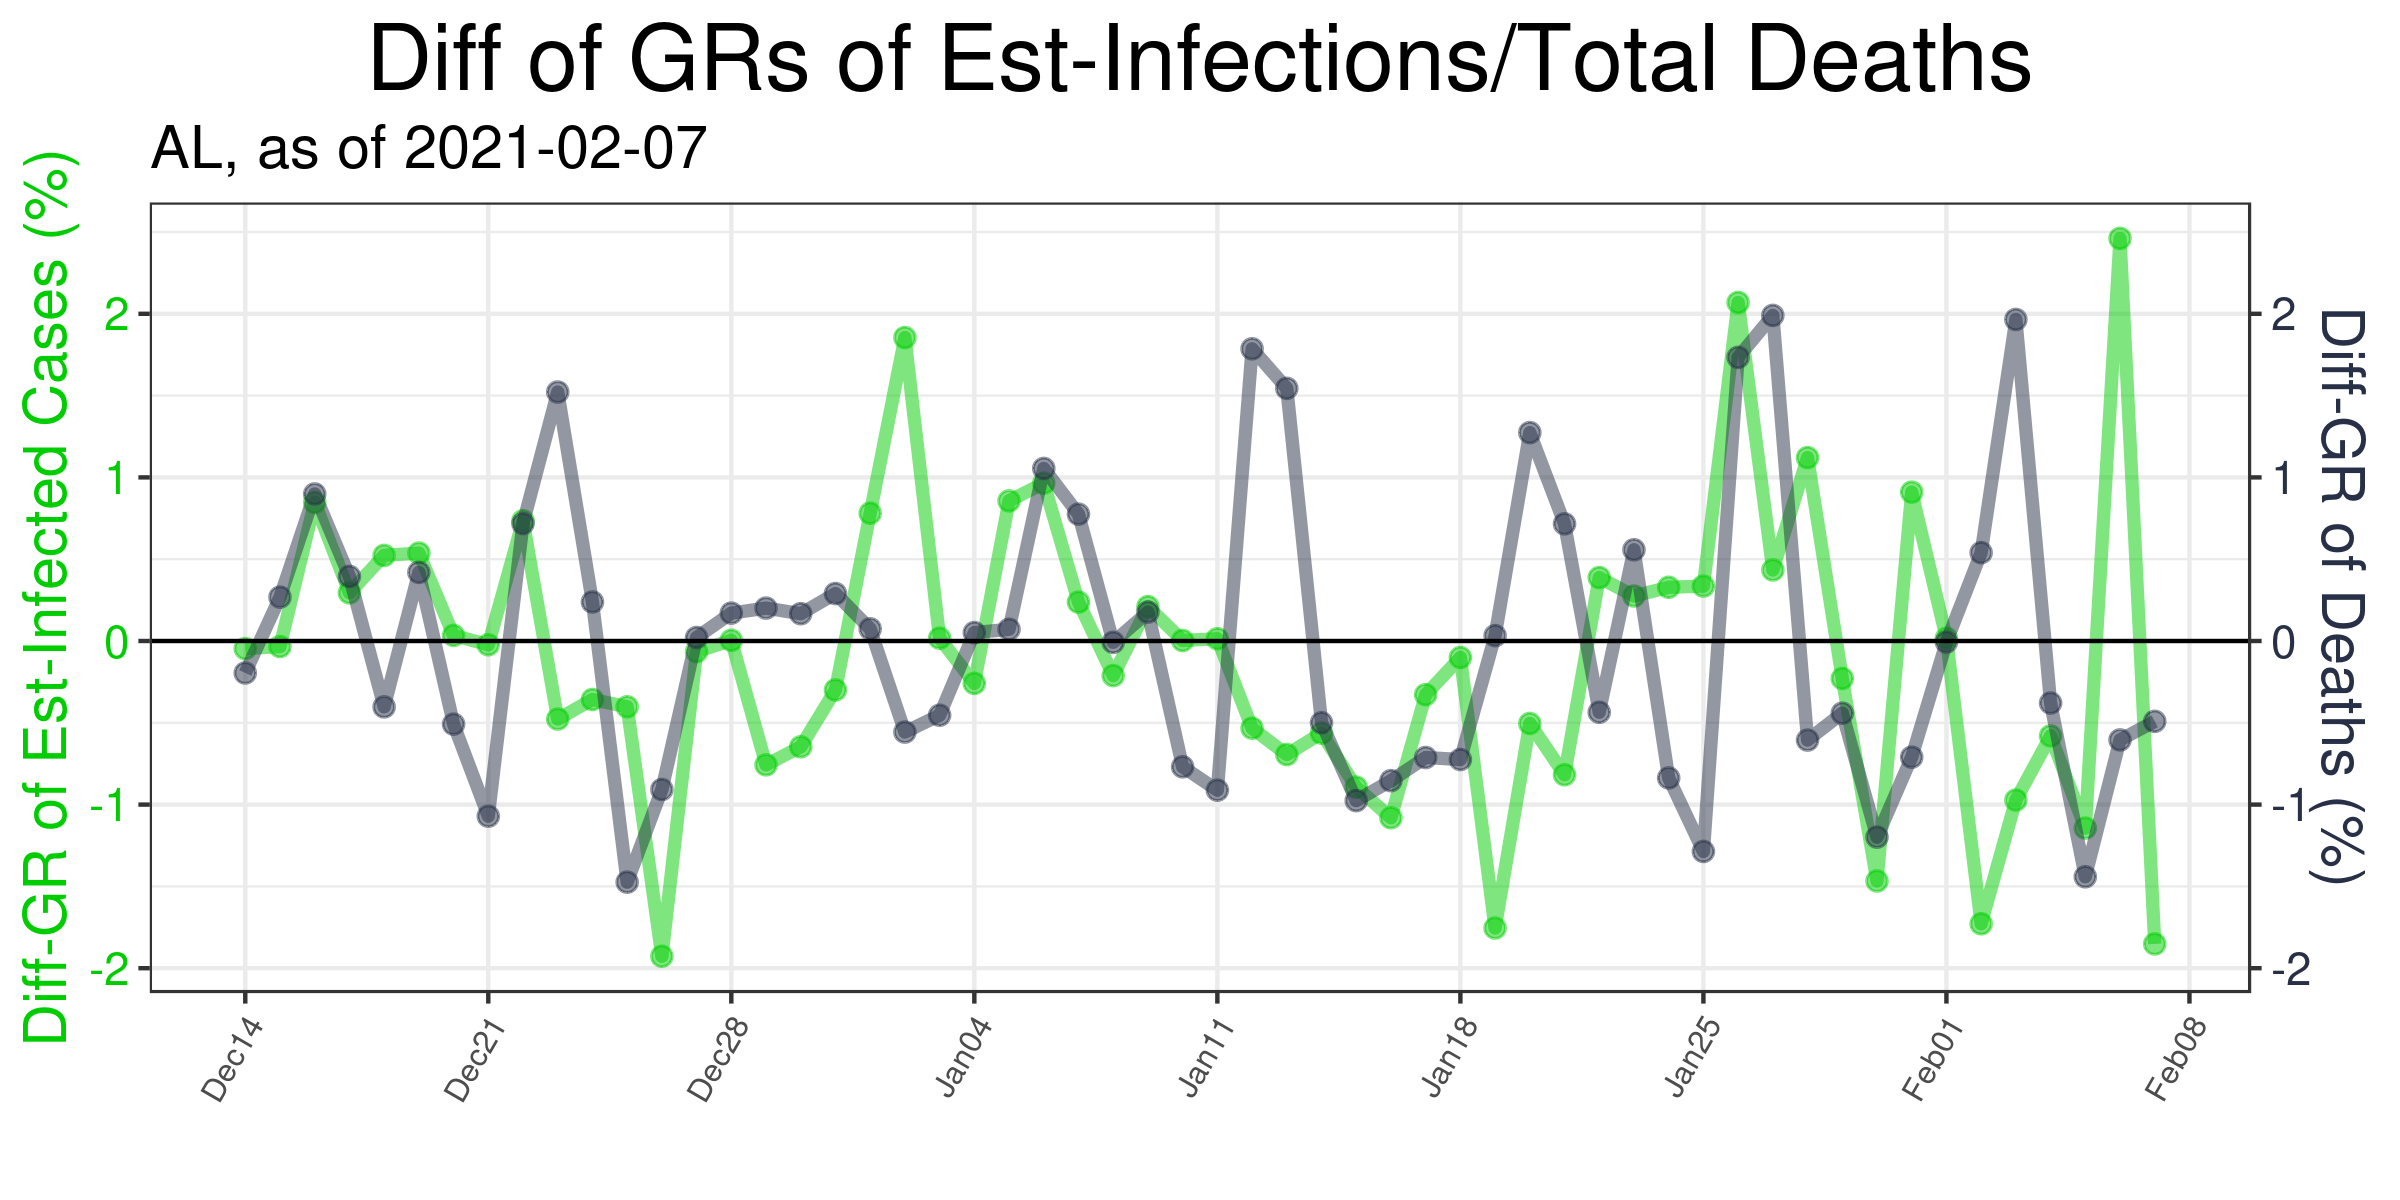 Diff of GRs of Est-Infections/Total Deaths
AL, as of 2021-02-07
Diff-GR of Est-Infected Cases (%)
2
1
0
-1
-2
2
1
0
-1
-2
Diff-GR of Deaths (%)
Dec14
Dec21
Dec28
Jan04
Jan11
Jan18
Jan25
Feb01
Feb08